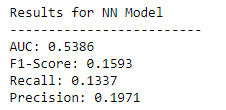 Results for NN Model
--------------------------
AUC: 0.5386
F1-Score: 0.1593
Recall: 0.1337
Precision: 0.1971